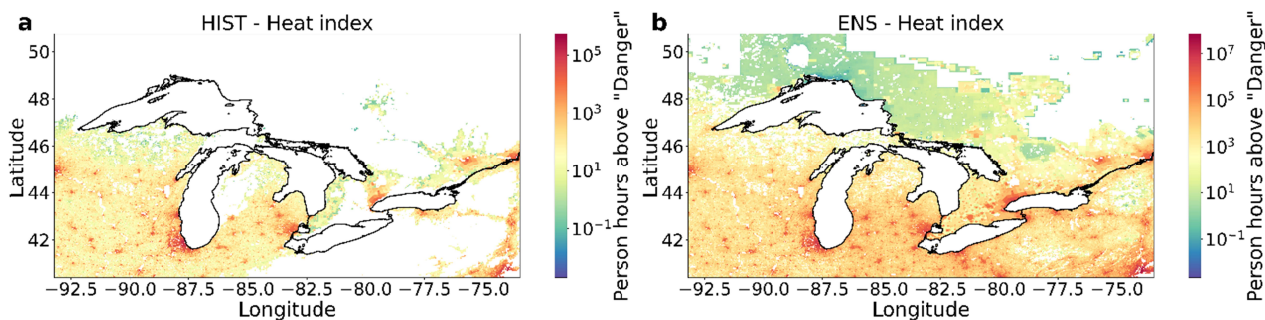 a HIST - Heat index
50
48
46
44
42
Latitude
−92.5 −90.0 −87.5 −85.0 −82.5 −80.0 −77.5 −75.0
Longitude
10⁵
10³
10¹
10⁻¹
Person hours above "Danger"
b ENS - Heat index
50
48
46
44
42
Latitude
−92.5 −90.0 −87.5 −85.0 −82.5 −80.0 −77.5 −75.0
Longitude
10⁷
10⁵
10³
10¹
10⁻¹
Person hours above "Danger"